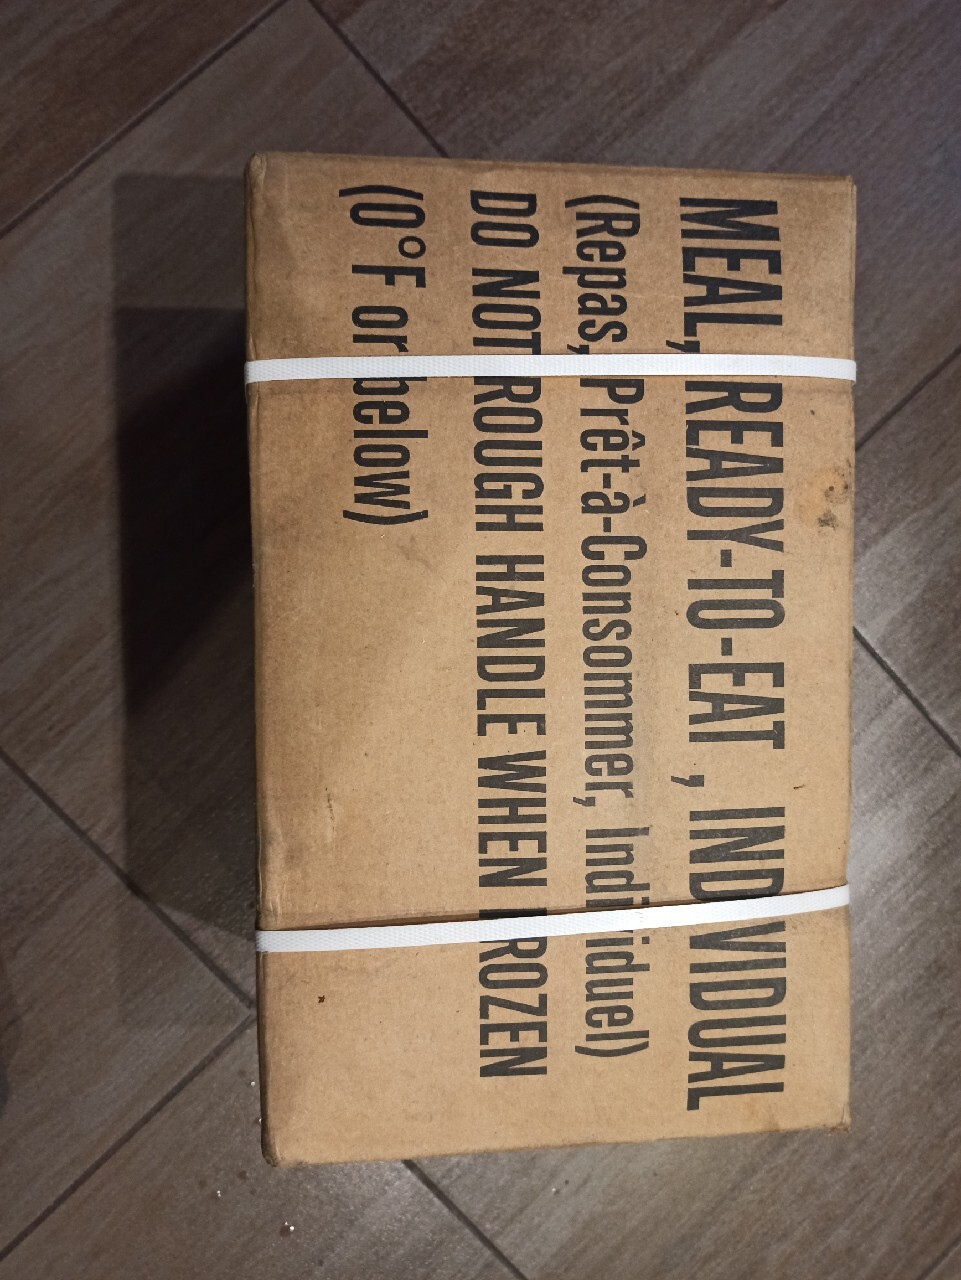 MEAL, READY-TO-EAT , INDIVIDUAL
(Repas, Prêt-à-Consommer, Individuel)
DO NOT ROUGH HANDLE WHEN FROZEN
(0°F or below)